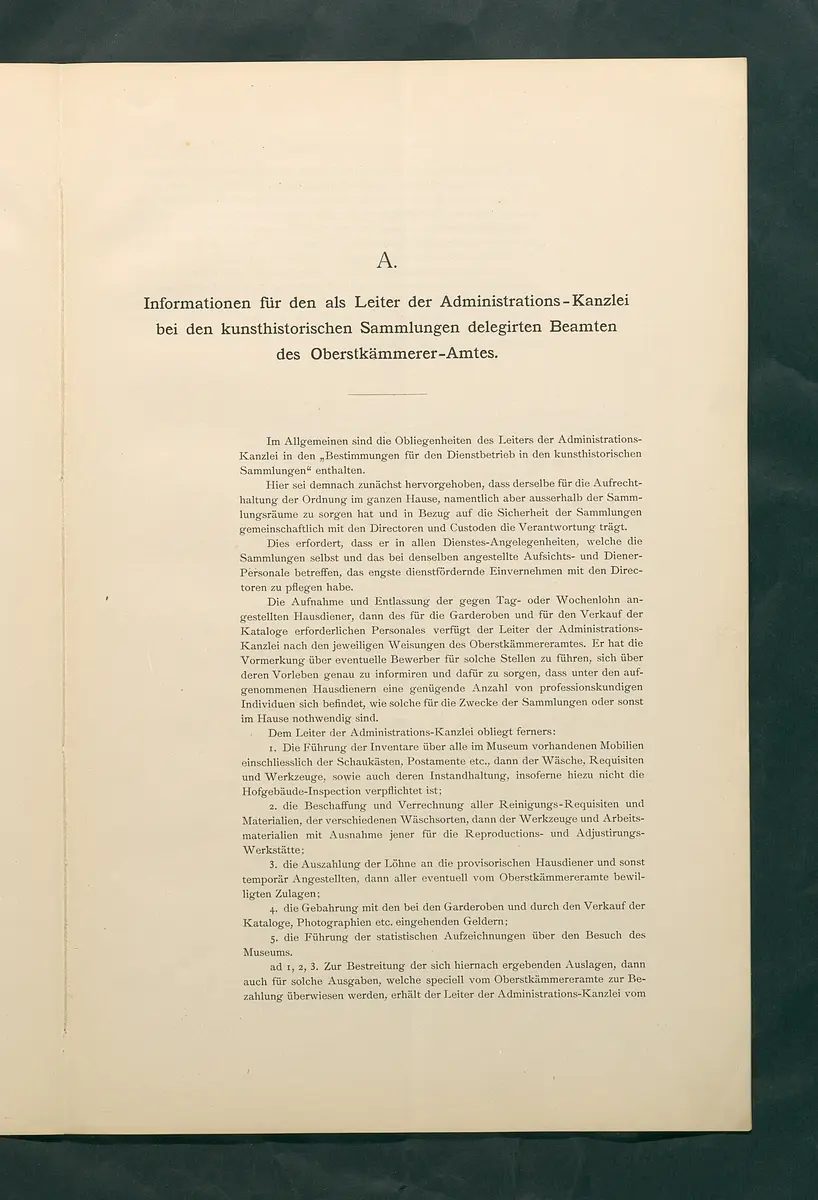 A.
Informationen für den als Leiter der Administrations-Kanzlei
bei den kunsthistorischen Sammlungen delegirten Beamten
des Oberstkämmerer-Amtes.
Im Allgemeinen sind die Obliegenheiten des Leiters der Administrations-
Kanzlei in den „Bestimmungen für den Dienstbetrieb in den kunsthistorischen
Sammlungen“ enthalten.
Hier sei demnach zunächst hervorgehoben, dass derselbe für die Aufrecht-
haltung der Ordnung im ganzen Hause, namentlich aber ausserhalb der Samm-
lungsräume zu sorgen hat und in Bezug auf die Sicherheit der Sammlungen
gemeinschaftlich mit den Directoren und Custoden die Verantwortung trägt.
Dies erfordert, dass er in allen Dienstes-Angelegenheiten, welche die
Sammlungen selbst und das bei denselben angestellte Aufsichts- und Diener-
Personale betreffen, das engste dienstfördernde Einvernehmen mit den Direc-
toren zu pflegen habe.
Die Aufnahme und Entlassung der gegen Tag- oder Wochenlohn an-
gestellten Hausdiener, dann des für die Garderoben und für den Verkauf der
Kataloge erforderlichen Personales verfügt der Leiter der Administrations-
Kanzlei nach den jeweiligen Weisungen des Oberstkämmereramtes. Er hat die
Vormerkung über eventuelle Bewerber für solche Stellen zu führen, sich über
deren Vorleben genau zu informiren und dafür zu sorgen, dass unter den auf-
genommenen Hausdienern eine genügende Anzahl von professionskundigen
Individuen sich befindet, wie solche für die Zwecke der Sammlungen oder sonst
im Hause nothwendig sind.
Dem Leiter der Administrations-Kanzlei obliegt ferners:
1. Die Führung der Inventare über alle im Museum vorhandenen Mobilien
einschliesslich der Schaukästen, Postamente etc., dann der Wäsche, Requisiten
und Werkzeuge, sowie auch deren Instandhaltung, insoferne hiezu nicht die
Hofgebäude-Inspection verpflichtet ist;
2. die Beschaffung und Verrechnung aller Reinigungs-Requisiten und
Materialien, der verschiedenen Wäschsorten, dann der Werkzeuge und Arbeits-
materialien mit Ausnahme jener für die Reproductions- und Adjustirungs-
Werkstätte;
3. die Auszahlung der Löhne an die provisorischen Hausdiener und sonst
temporär Angestellten, dann aller eventuell vom Oberstkämmereramte bewil-
ligten Zulagen;
4. die Gebahrung mit den bei den Garderoben und durch den Verkauf der
Kataloge, Photographien etc. eingehenden Geldern;
5. die Führung der statistischen Aufzeichnungen über den Besuch des
Museums.
ad 1, 2, 3. Zur Bestreitung der sich hiernach ergebenden Auslagen, dann
auch für solche Ausgaben, welche speciell vom Oberstkämmereramte zur Be-
zahlung überwiesen werden, erhält der Leiter der Administrations-Kanzlei vom